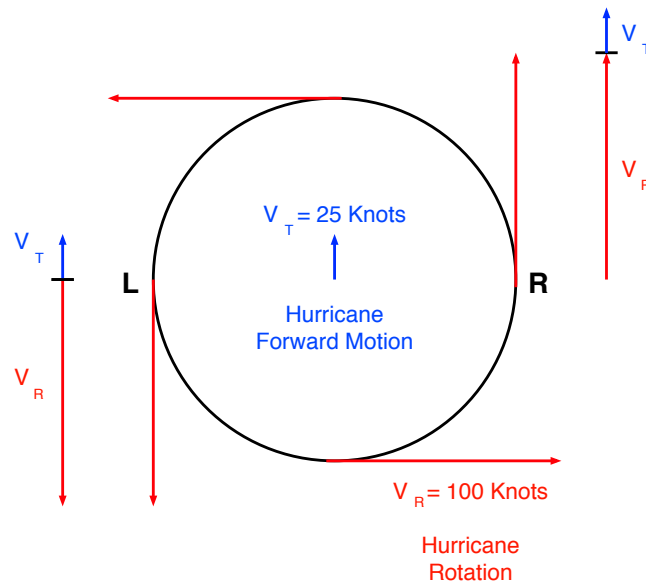 V T
V R
V T = 25 Knots
V T
L
R
Hurricane
Forward Motion
V R
V R = 100 Knots
Hurricane
Rotation